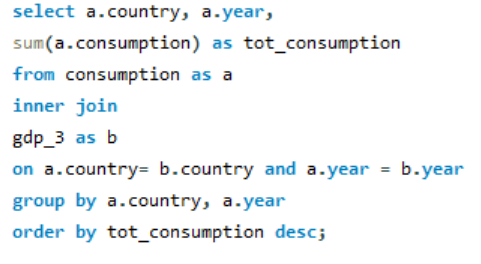 select a.country, a.year,
sum(a.consumption) as tot_consumption
from consumption as a
inner join
gdp_3 as b
on a.country= b.country and a.year = b.year
group by a.country, a.year
order by tot_consumption desc;